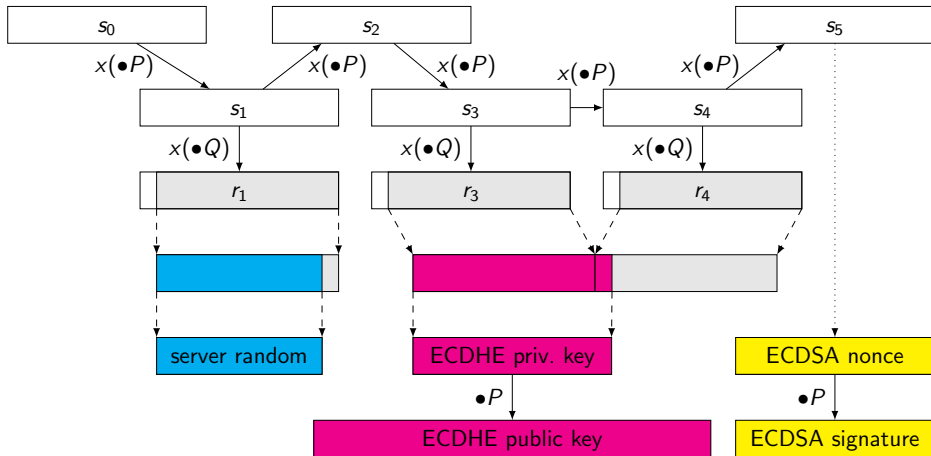 s₀
s₂
s₅
x(•P)
x(•P)
x(•P)
x(•P)
x(•P)
s₁
s₃
s₄
x(•Q)
x(•Q)
x(•Q)
r₁
r₃
r₄
server random
ECDHE priv. key
ECDSA nonce
•P
•P
ECDHE public key
ECDSA signature